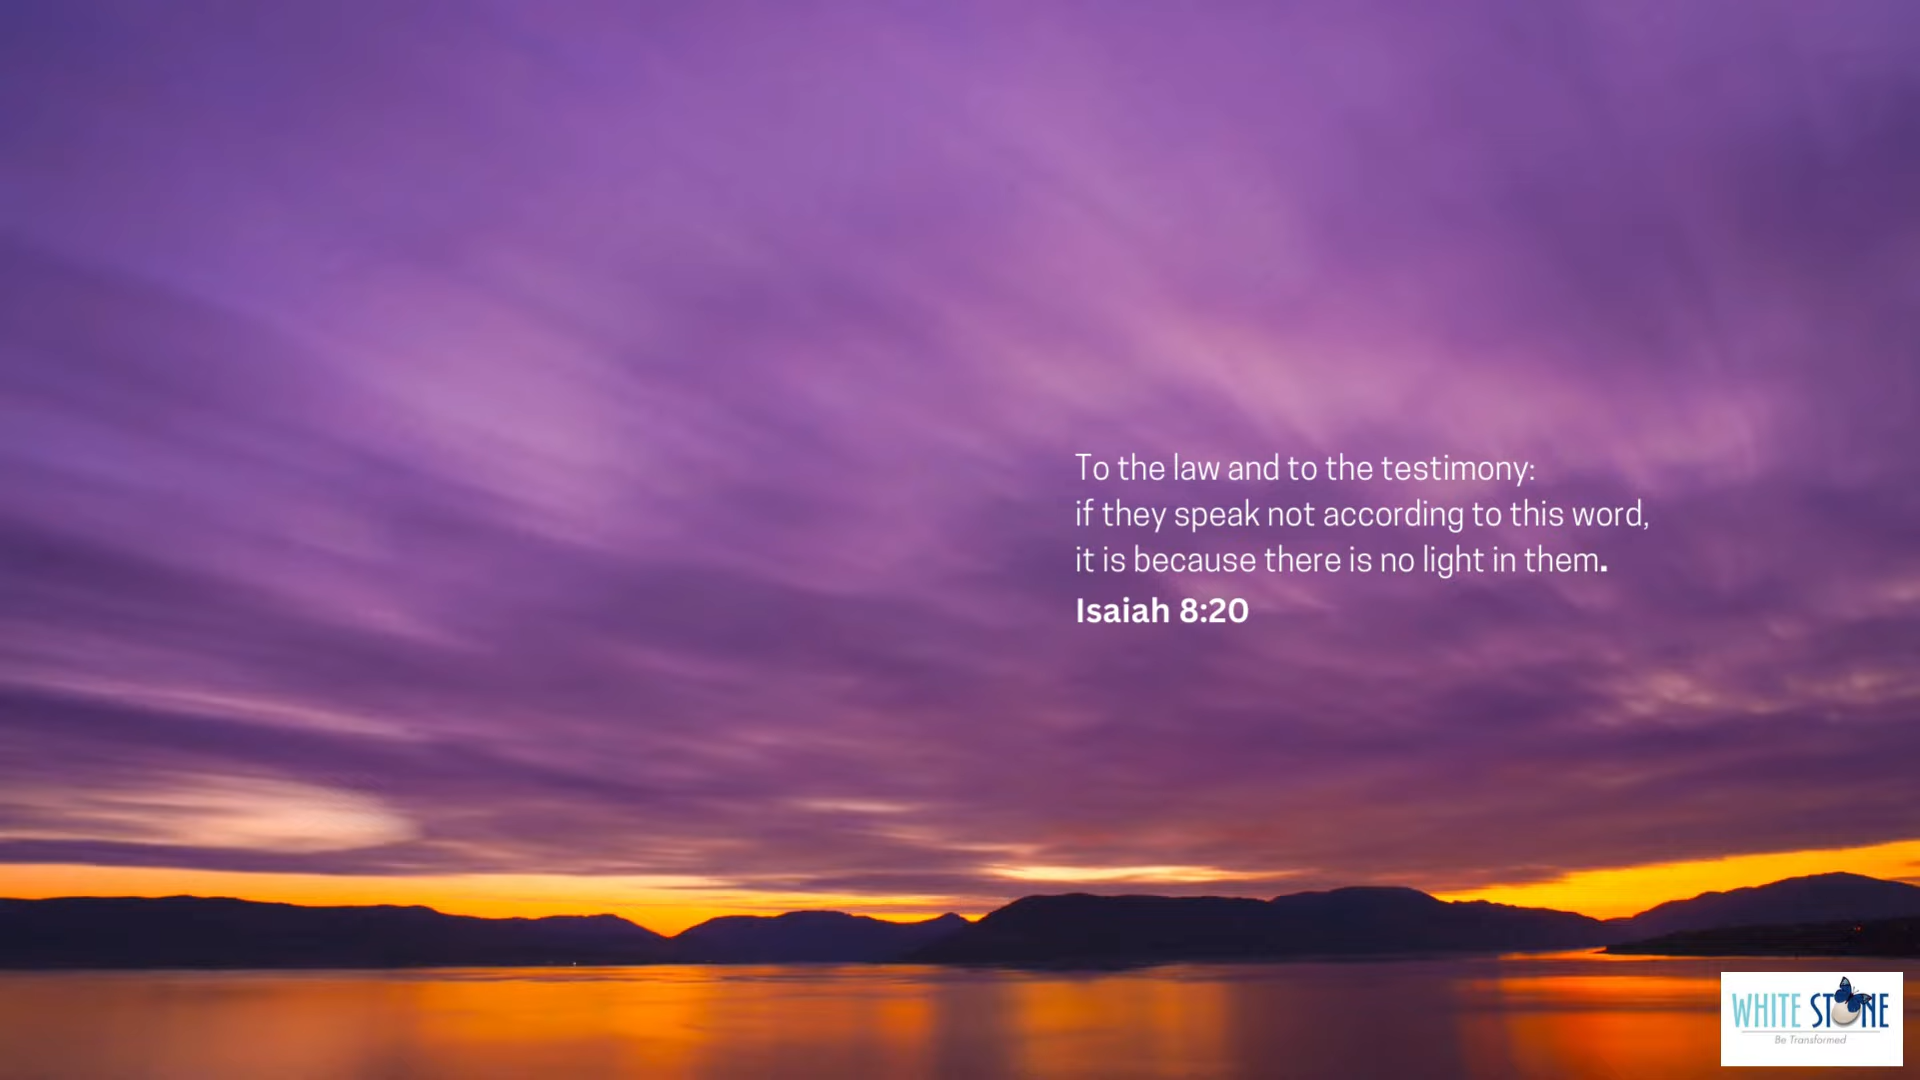 To the law and to the testimony:
if they speak not according to this word,
it is because there is no light in them.
Isaiah 8:20
WHITE STONE
Be Transformed